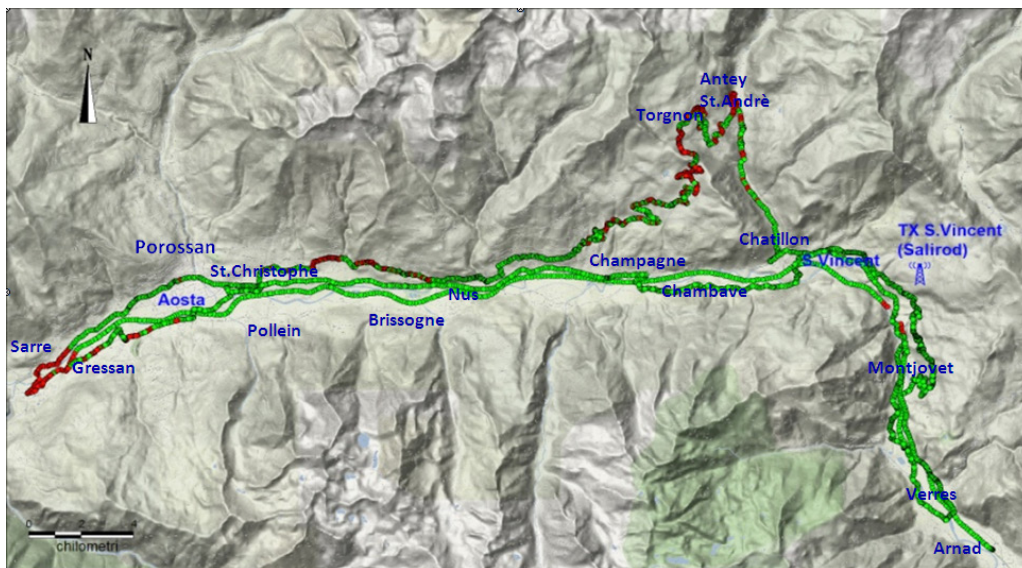 N
Antey
St.Andrè
Torgnon
TX S.Vincent
(Salirod)
Chatillon
Porossan
S.Vincent
Champagne
St.Christophe
Aosta
Nus
Chambave
Brissogne
Pollein
Sarre
Gressan
Montjovet
Verres
Arnad
0 2 4
chilometri